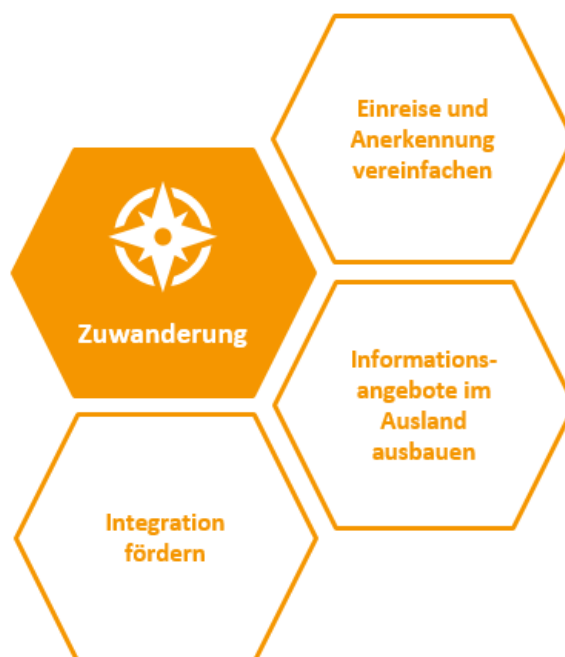 Einreise und
Anerkennung
vereinfachen
Zuwanderung
Informations-
angebote im
Ausland
ausbauen
Integration
fördern